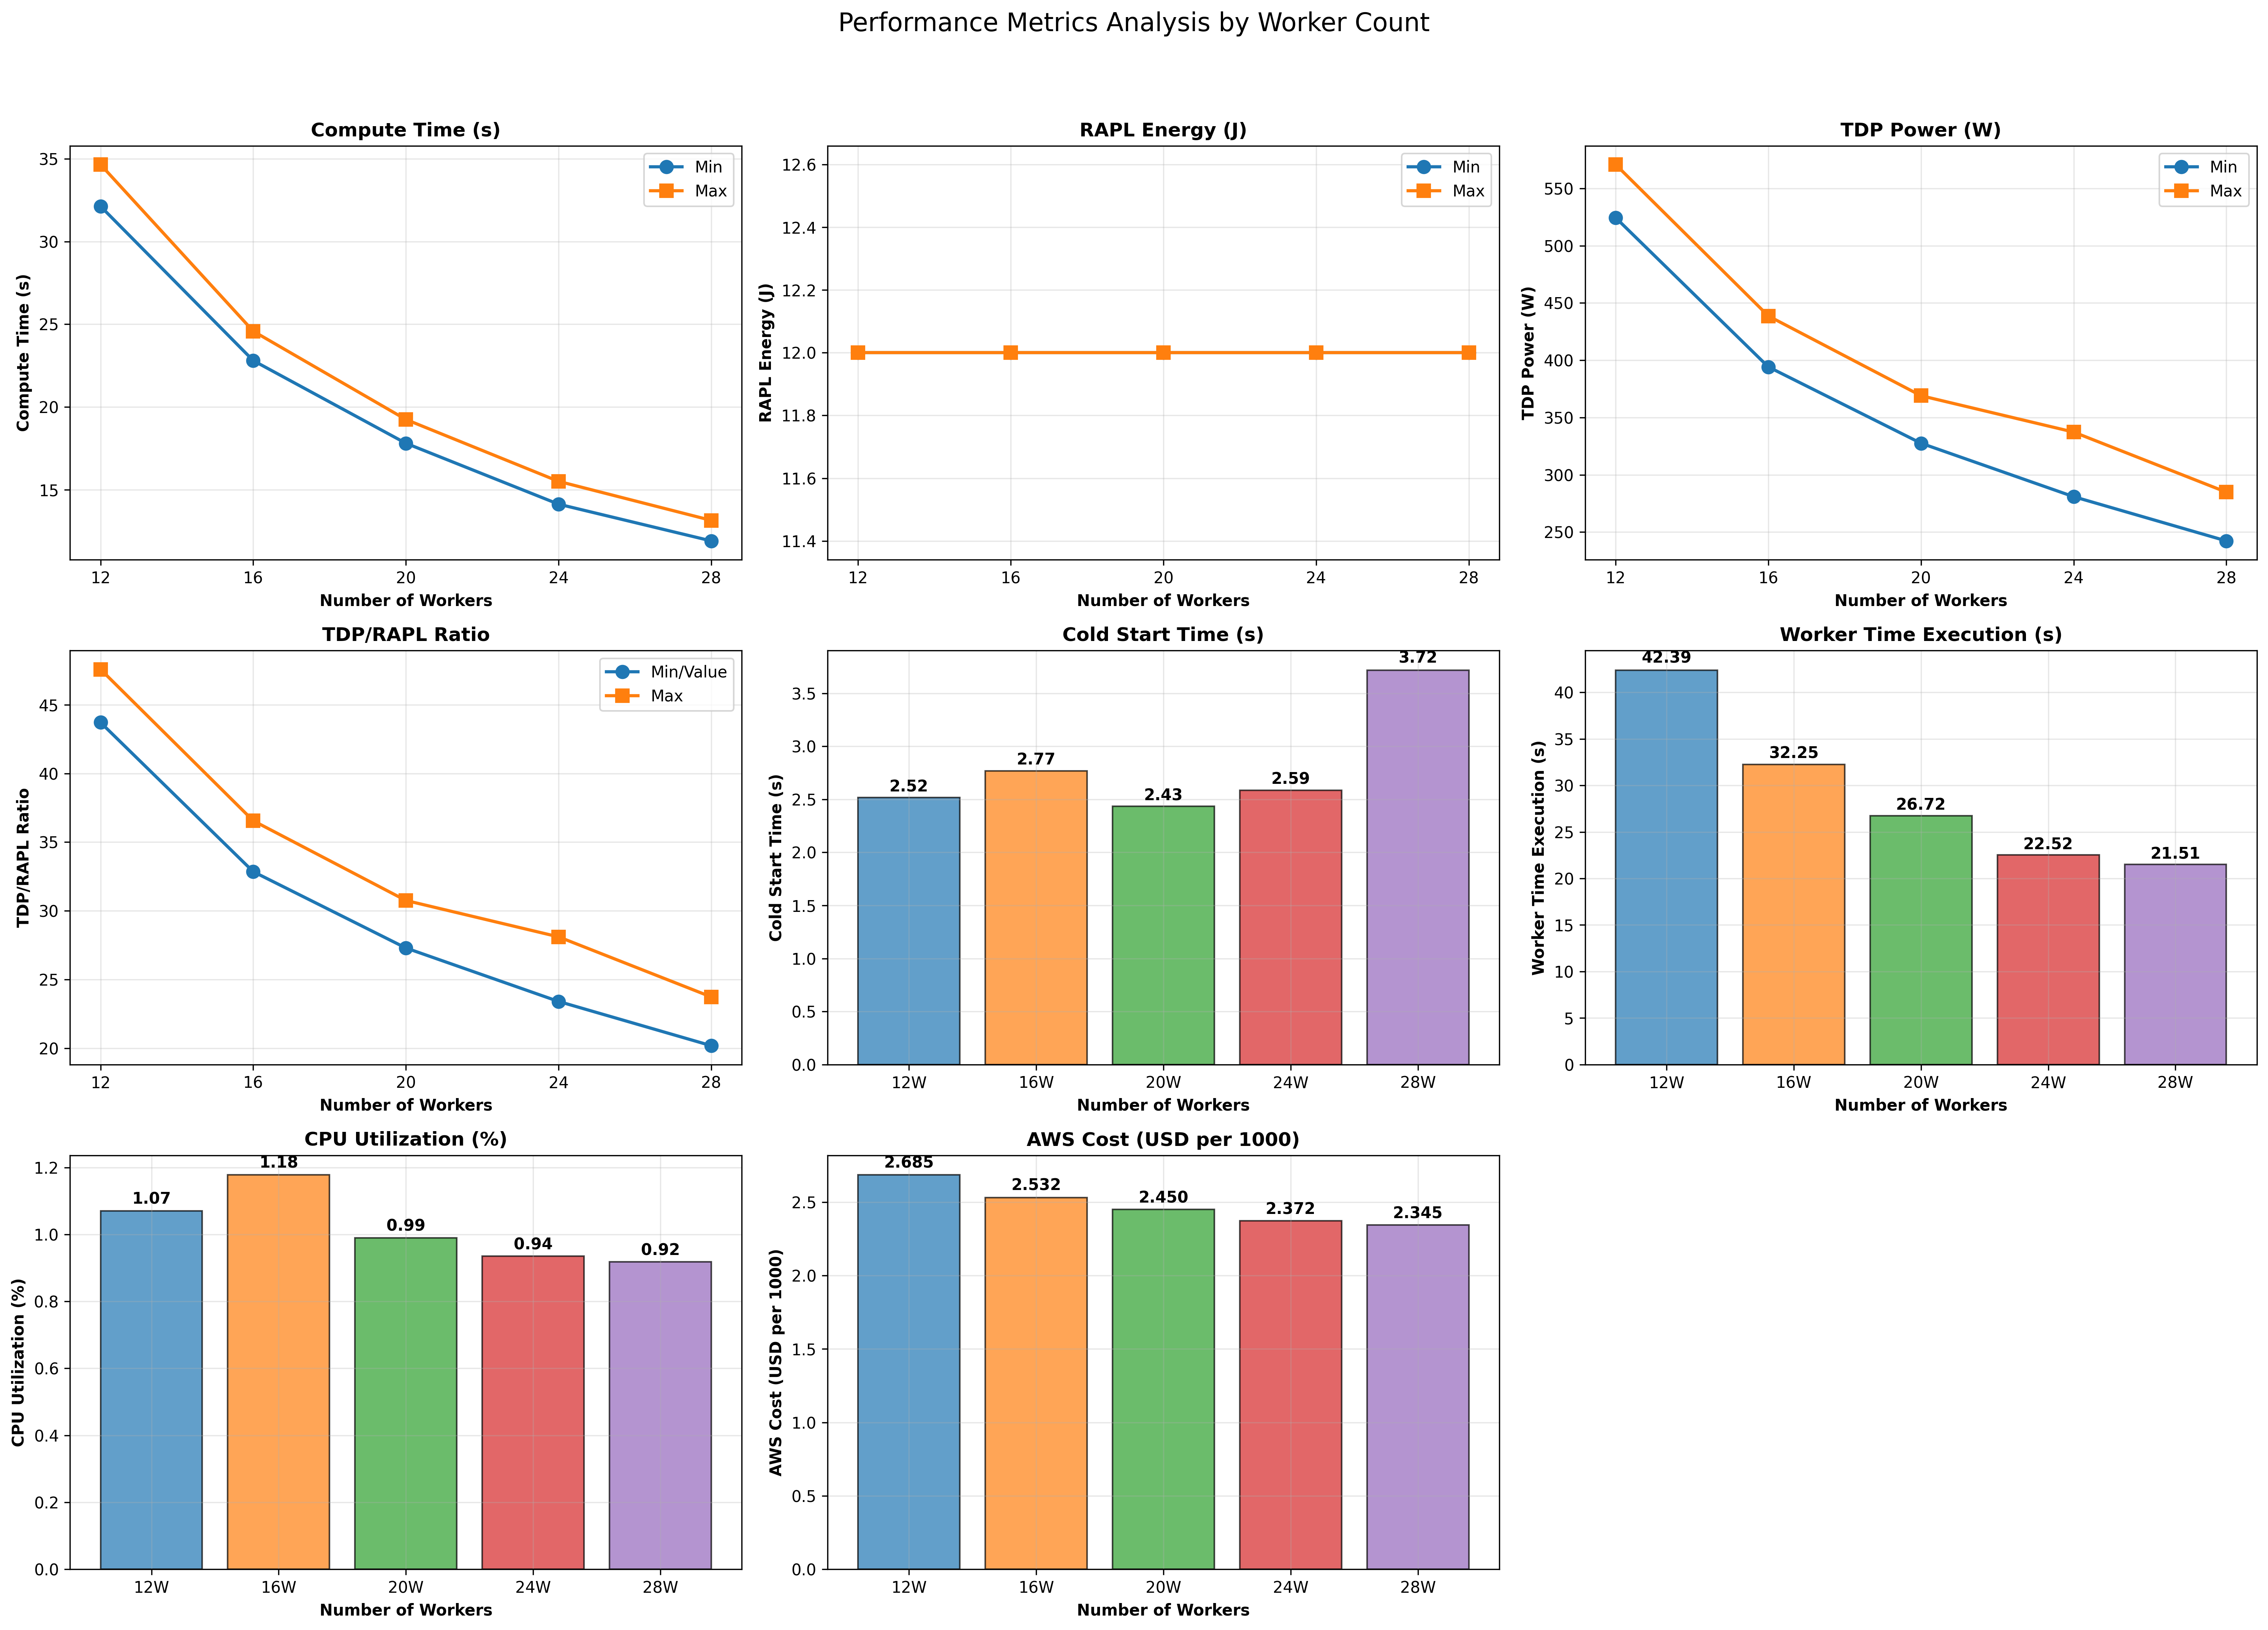 Performance Metrics Analysis by Worker Count
Compute Time (s)
Compute Time (s)
35
30
25
20
15
Min
Max
12 16 20 24 28
Number of Workers
RAPL Energy (J)
RAPL Energy (J)
12.6
12.4
12.2
12.0
11.8
11.6
11.4
Min
Max
12 16 20 24 28
Number of Workers
TDP Power (W)
TDP Power (W)
550
500
450
400
350
300
250
Min
Max
12 16 20 24 28
Number of Workers
TDP/RAPL Ratio
TDP/RAPL Ratio
45
40
35
30
25
20
Min/Value
Max
12 16 20 24 28
Number of Workers
Cold Start Time (s)
Cold Start Time (s)
3.5
3.0
2.5
2.0
1.5
1.0
0.5
0.0
2.52 2.77 2.43 2.59 3.72
12W 16W 20W 24W 28W
Number of Workers
Worker Time Execution (s)
Worker Time Execution (s)
40
35
30
25
20
15
10
5
0
42.39 32.25 26.72 22.52 21.51
12W 16W 20W 24W 28W
Number of Workers
CPU Utilization (%)
CPU Utilization (%)
1.2
1.0
0.8
0.6
0.4
0.2
0.0
1.07 1.18 0.99 0.94 0.92
12W 16W 20W 24W 28W
Number of Workers
AWS Cost (USD per 1000)
AWS Cost (USD per 1000)
2.5
2.0
1.5
1.0
0.5
0.0
2.685 2.532 2.450 2.372 2.345
12W 16W 20W 24W 28W
Number of Workers